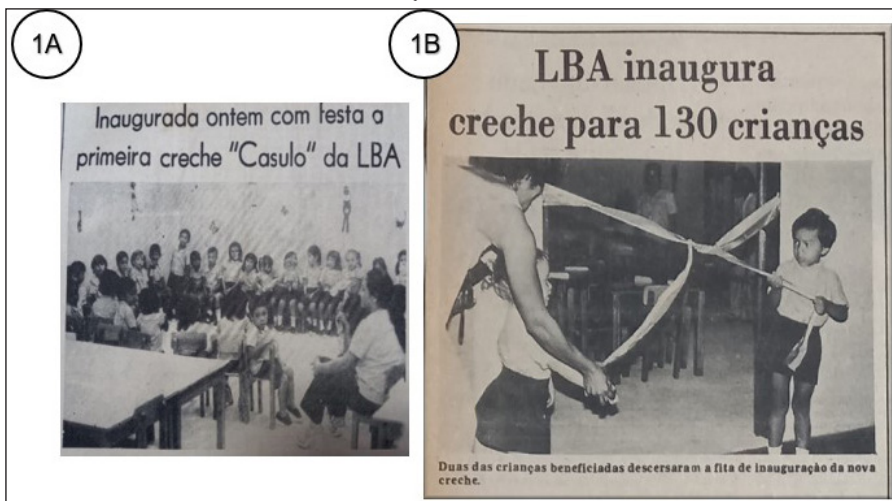 1A
Inaugurada ontem com festa a
primeira creche "Casulo" da LBA
1B
LBA inaugura
creche para 130 crianças
Duas das crianças beneficiadas descersaram a fita de inauguração da nova
creche.